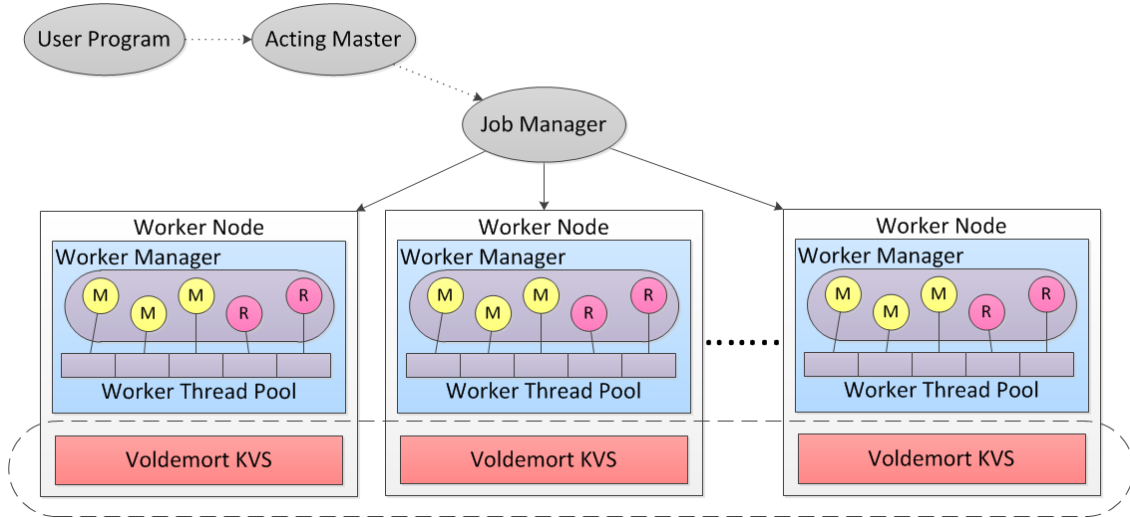 User Program
Acting Master
Job Manager
Worker Node
Worker Manager
M
M
M
R
R
Worker Thread Pool
Voldemort KVS
Worker Node
Worker Manager
M
M
M
R
R
Worker Thread Pool
Voldemort KVS
Worker Node
Worker Manager
M
M
M
R
R
Worker Thread Pool
Voldemort KVS